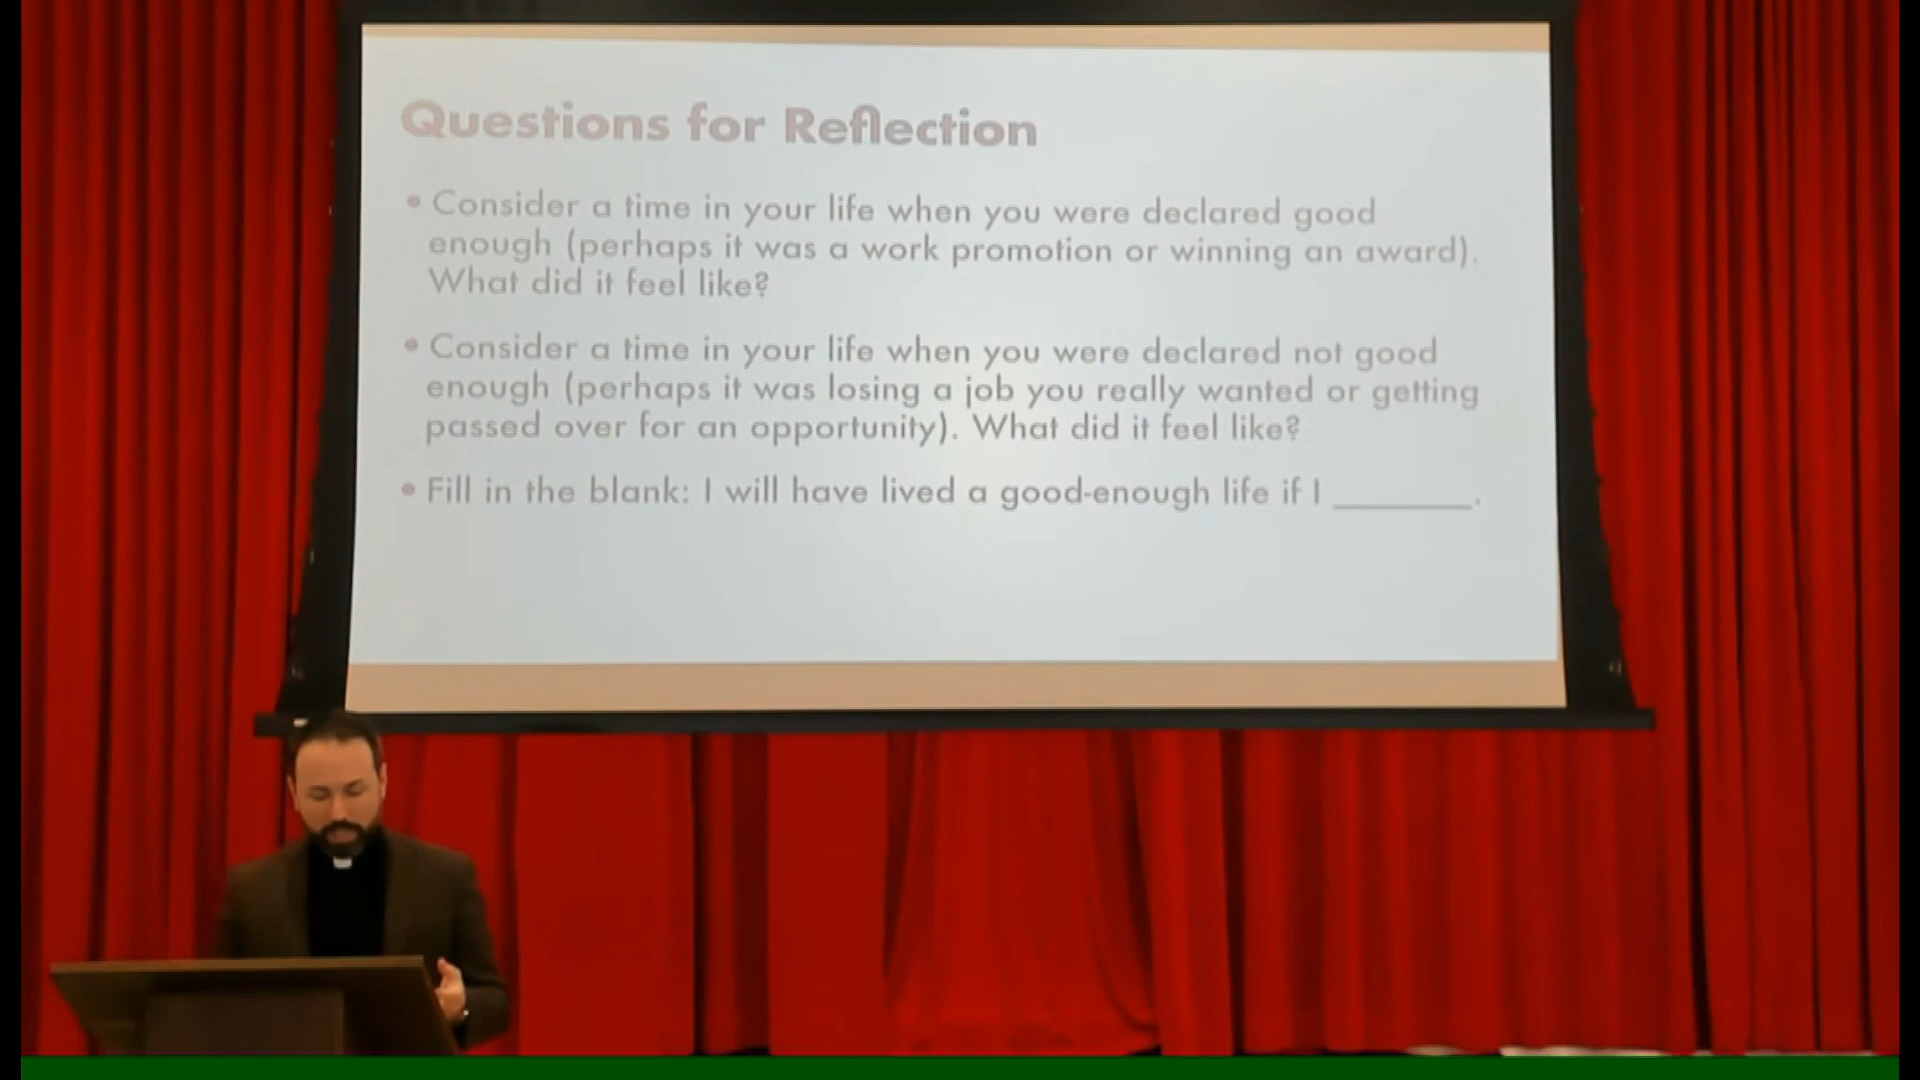 Questions for Reflection
• Consider a time in your life when you were declared good
enough (perhaps it was a work promotion or winning an award).
What did it feel like?
• Consider a time in your life when you were declared not good
enough (perhaps it was losing a job you really wanted or getting
passed over for an opportunity). What did it feel like?
• Fill in the blank: I will have lived a good-enough life if I ________.